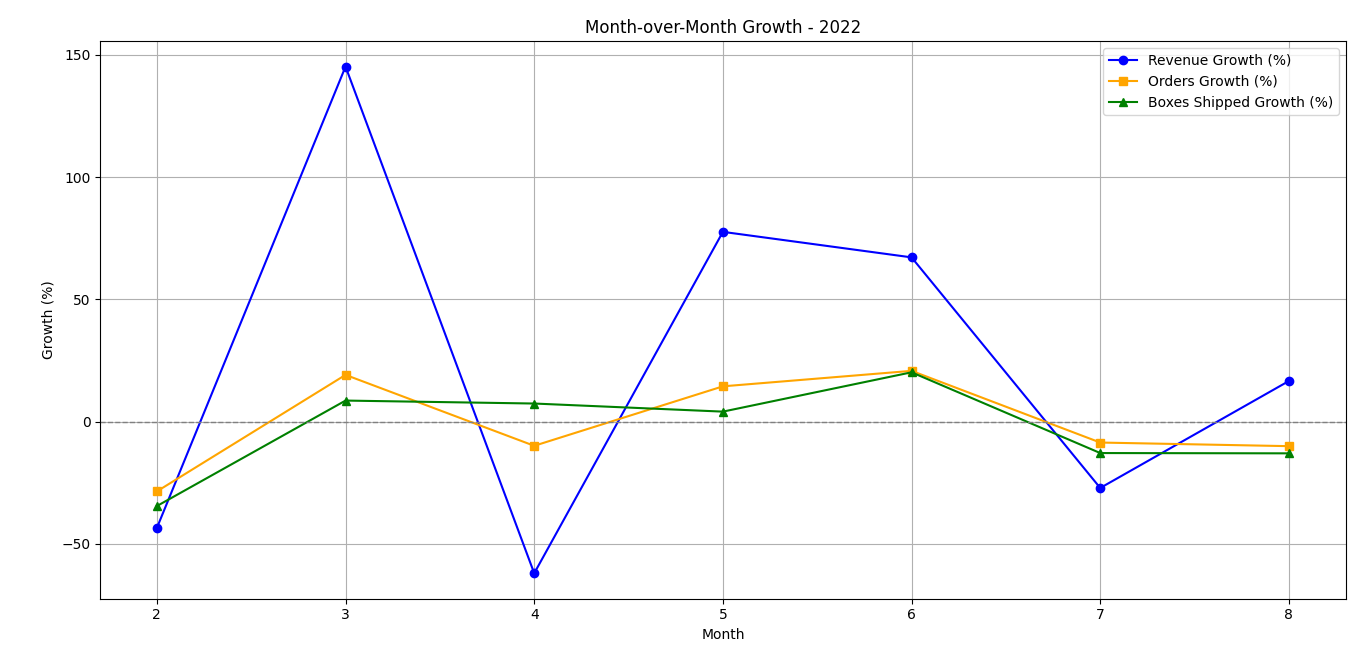 Month-over-Month Growth - 2022
Revenue Growth (%)
Orders Growth (%)
Boxes Shipped Growth (%)
Growth (%)
150
100
50
0
−50
2 3 4 5 6 7 8
Month